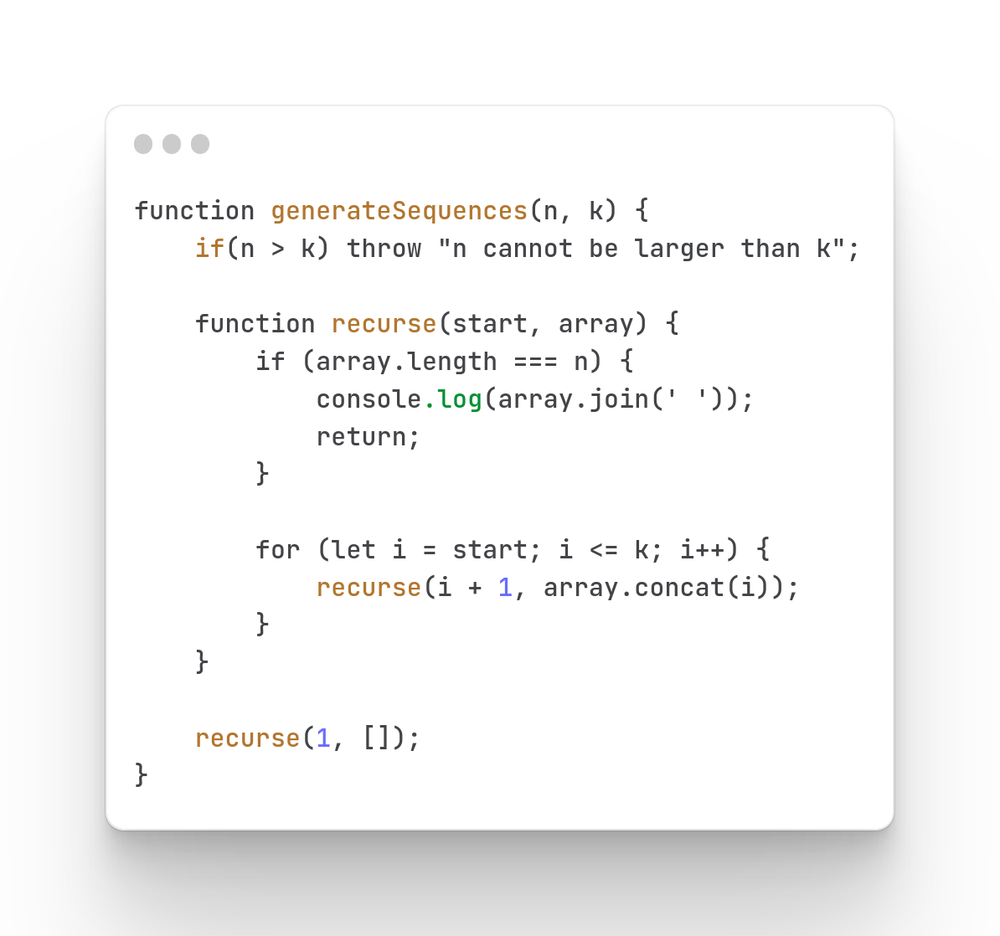 function generateSequences(n, k) {
    if(n > k) throw "n cannot be larger than k";

    function recurse(start, array) {
        if (array.length === n) {
            console.log(array.join(' '));
            return;
        }

        for (let i = start; i <= k; i++) {
            recurse(i + 1, array.concat(i));
        }
    }

    recurse(1, []);
}